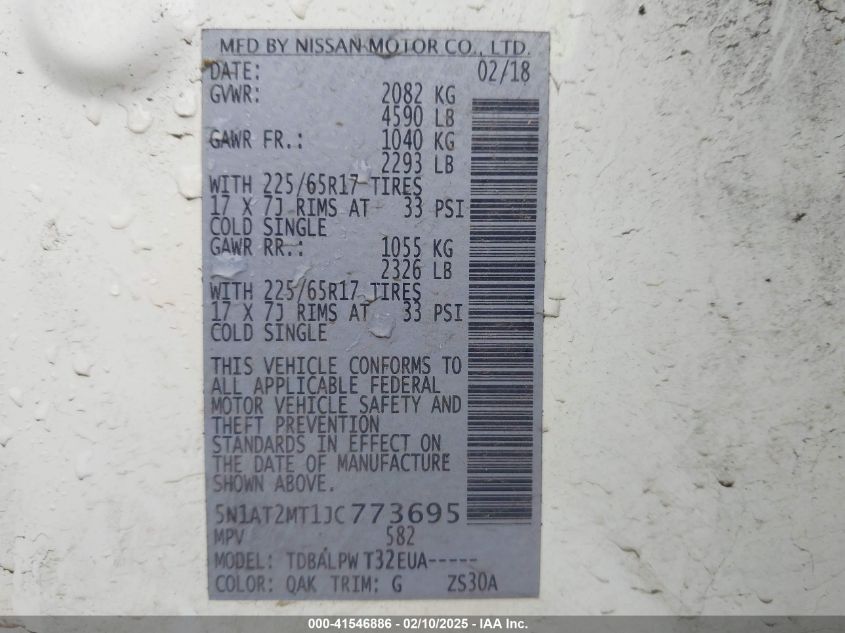 MFD BY NISSAN MOTOR CO., LTD.
DATE: 02/18
GVWR: 2082 KG
4590 LB
GAWR FR.: 1040 KG
2293 LB
WITH 225/65R17 TIRES
17 X 7J RIMS AT 33 PSI
COLD SINGLE
GAWR RR.: 1055 KG
2326 LB
WITH 225/65R17 TIRES
17 X 7J RIMS AT 33 PSI
COLD SINGLE
THIS VEHICLE CONFORMS TO
ALL APPLICABLE FEDERAL
MOTOR VEHICLE SAFETY AND
THEFT PREVENTION
STANDARDS IN EFFECT ON
THE DATE OF MANUFACTURE
SHOWN ABOVE.
5N1AT2MT1JC773695
MPV 582
MODEL: TDBALPW T32EUA-----
COLOR: QAK TRIM: G ZS30A
000-41546886 - 02/10/2025 - IAA Inc.